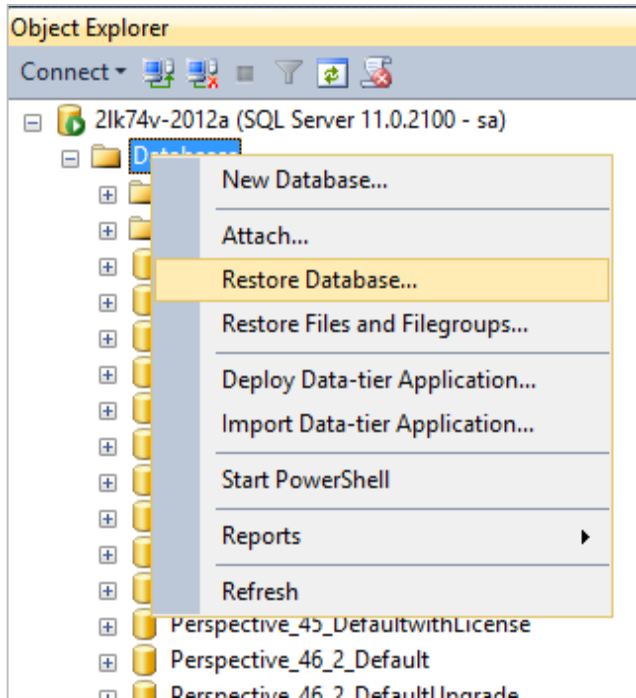 Object Explorer
Connect
2lk74v-2012a (SQL Server 11.0.2100 - sa)
Databases
New Database...
Attach...
Restore Database...
Restore Files and Filegroups...
Deploy Data-tier Application...
Import Data-tier Application...
Start PowerShell
Reports
Refresh
Perspective_45_DefaultwithLicense
Perspective_46_2_Default
Perspective_46_2_DefaultUpgrade